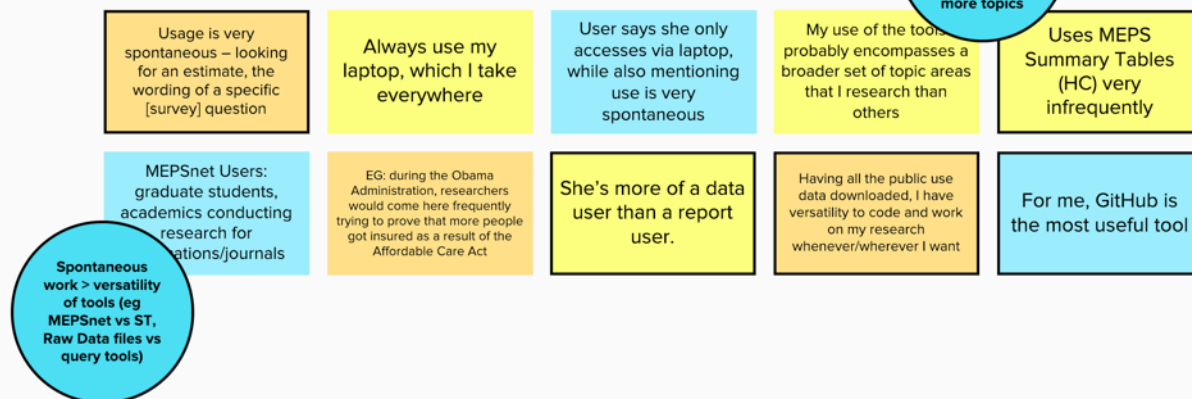 more topics
Usage is very
spontaneous – looking
for an estimate, the
wording of a specific
[survey] question
Always use my
laptop, which I take
everywhere
User says she only
accesses via laptop,
while also mentioning
use is very
spontaneous
My use of the tools
probably encompasses a
broader set of topic areas
that I research than
others
Uses MEPS
Summary Tables
(HC) very
infrequently
MEPSnet Users:
graduate students,
academics conducting
research for
ations/journals
EG: during the Obama
Administration, researchers
would come here frequently
trying to prove that more people
got insured as a result of the
Affordable Care Act
She's more of a data
user than a report
user.
Having all the public use
data downloaded, I have
versatility to code and work
on my research
whenever/wherever I want
For me, GitHub is
the most useful tool
Spontaneous
work > versatility
of tools (eg
MEPSnet vs ST,
Raw Data files vs
query tools)